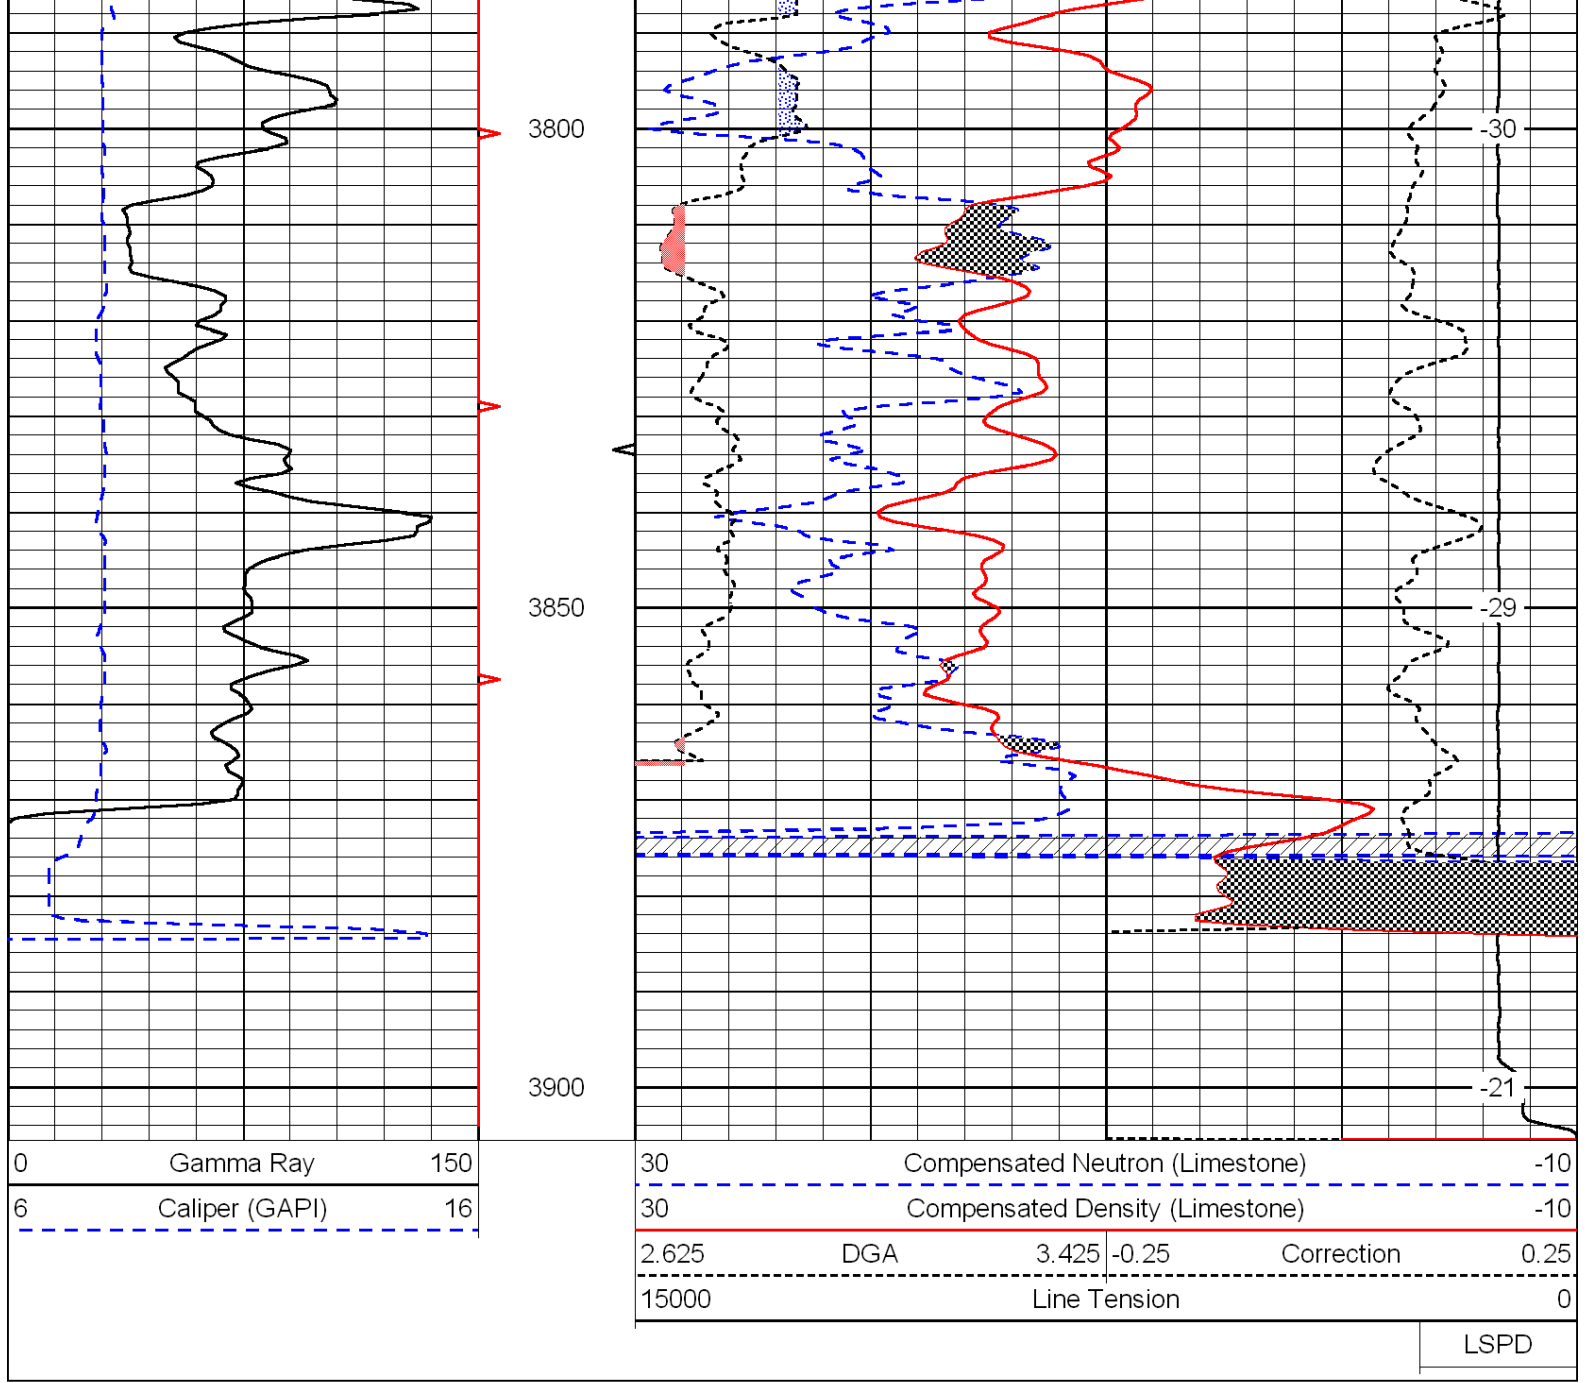 3800
-30
3850
-29
3900
-21
0 Gamma Ray 150
30 Compensated Neutron (Limestone) -10
6 Caliper (GAPI) 16
30 Compensated Density (Limestone) -10
2.625 DGA 3.425 -0.25 Correction 0.25
15000 Line Tension 0
LSPD